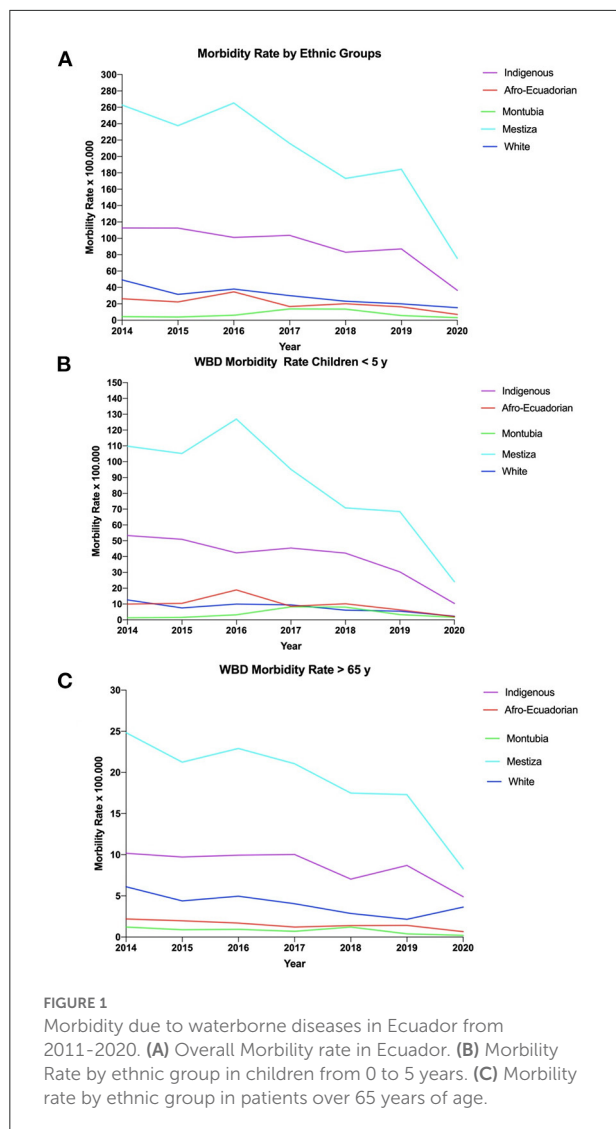 A
Morbidity Rate by Ethnic Groups
Morbility Rate x 100.000
300
280
260
240
220
200
180
160
140
120
100
80
60
40
20
0
2014 2015 2016 2017 2018 2019 2020
Year
Indigenous
Afro-Ecuadorian
Montubia
Mestiza
White
B
WBD Morbidity Rate Children < 5 y
Morbility Rate x 100.000
150
140
130
120
110
100
90
80
70
60
50
40
30
20
10
0
2014 2015 2016 2017 2018 2019 2020
Year
Indigenous
Afro-Ecuadorian
Montubia
Mestiza
White
C
WBD Morbidity Rate > 65 y
Morbility Rate x 100.000
30
25
20
15
10
5
0
2014 2015 2016 2017 2018 2019 2020
Year
Indigenous
Afro-Ecuadorian
Montubia
Mestiza
White
FIGURE 1
Morbidity due to waterborne diseases in Ecuador from
2011-2020. (A) Overall Morbility rate in Ecuador. (B) Morbility
Rate by ethnic group in children from 0 to 5 years. (C) Morbility
rate by ethnic group in patients over 65 years of age.